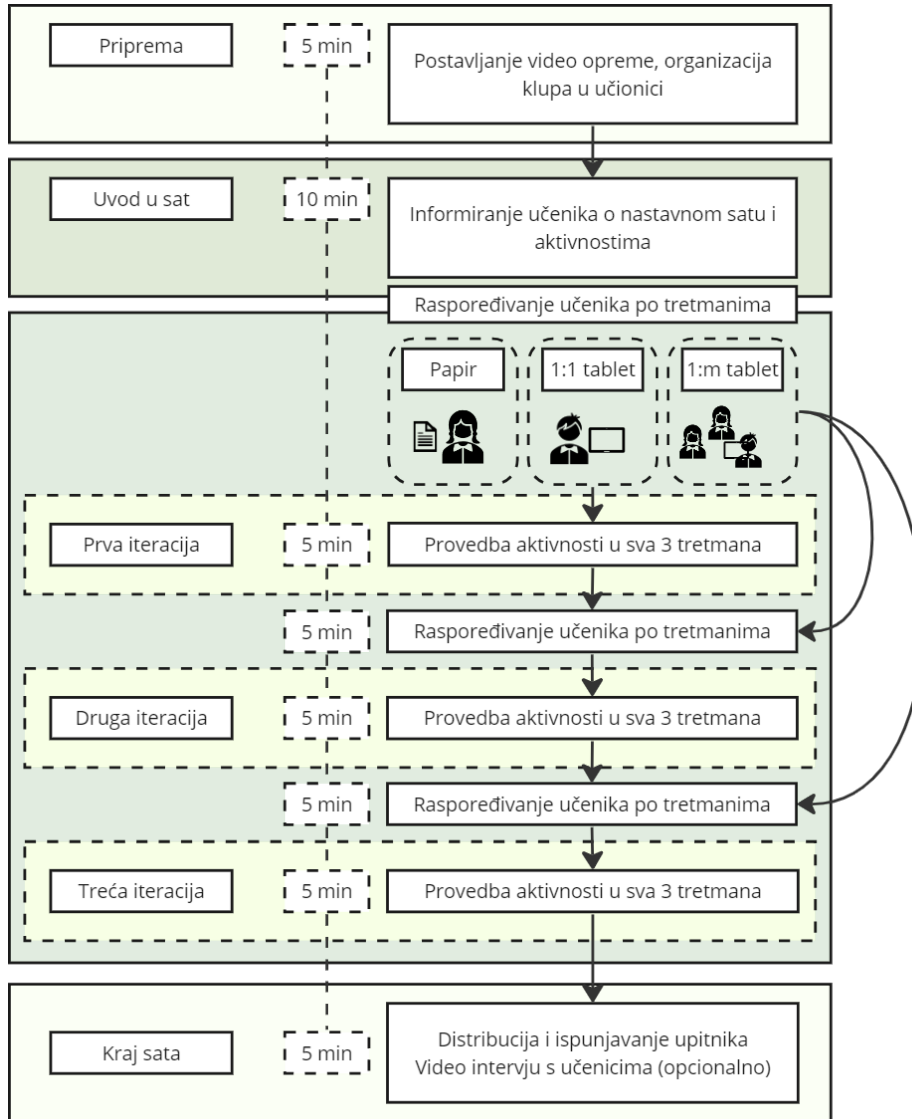 Priprema
5 min
Postavljanje video opreme, organizacija
klupa u učionici
Uvod u sat
10 min
Informiranje učenika o nastavnom satu i
aktivnostima
Raspoređivanje učenika po tretmanima
Papir
1:1 tablet
1:m tablet
Prva iteracija
5 min
Provedba aktivnosti u sva 3 tretmana
5 min
Raspoređivanje učenika po tretmanima
Druga iteracija
5 min
Provedba aktivnosti u sva 3 tretmana
5 min
Raspoređivanje učenika po tretmanima
Treća iteracija
5 min
Provedba aktivnosti u sva 3 tretmana
Kraj sata
5 min
Distribucija i ispunjavanje upitnika
Video intervju s učenicima (opcionalno)